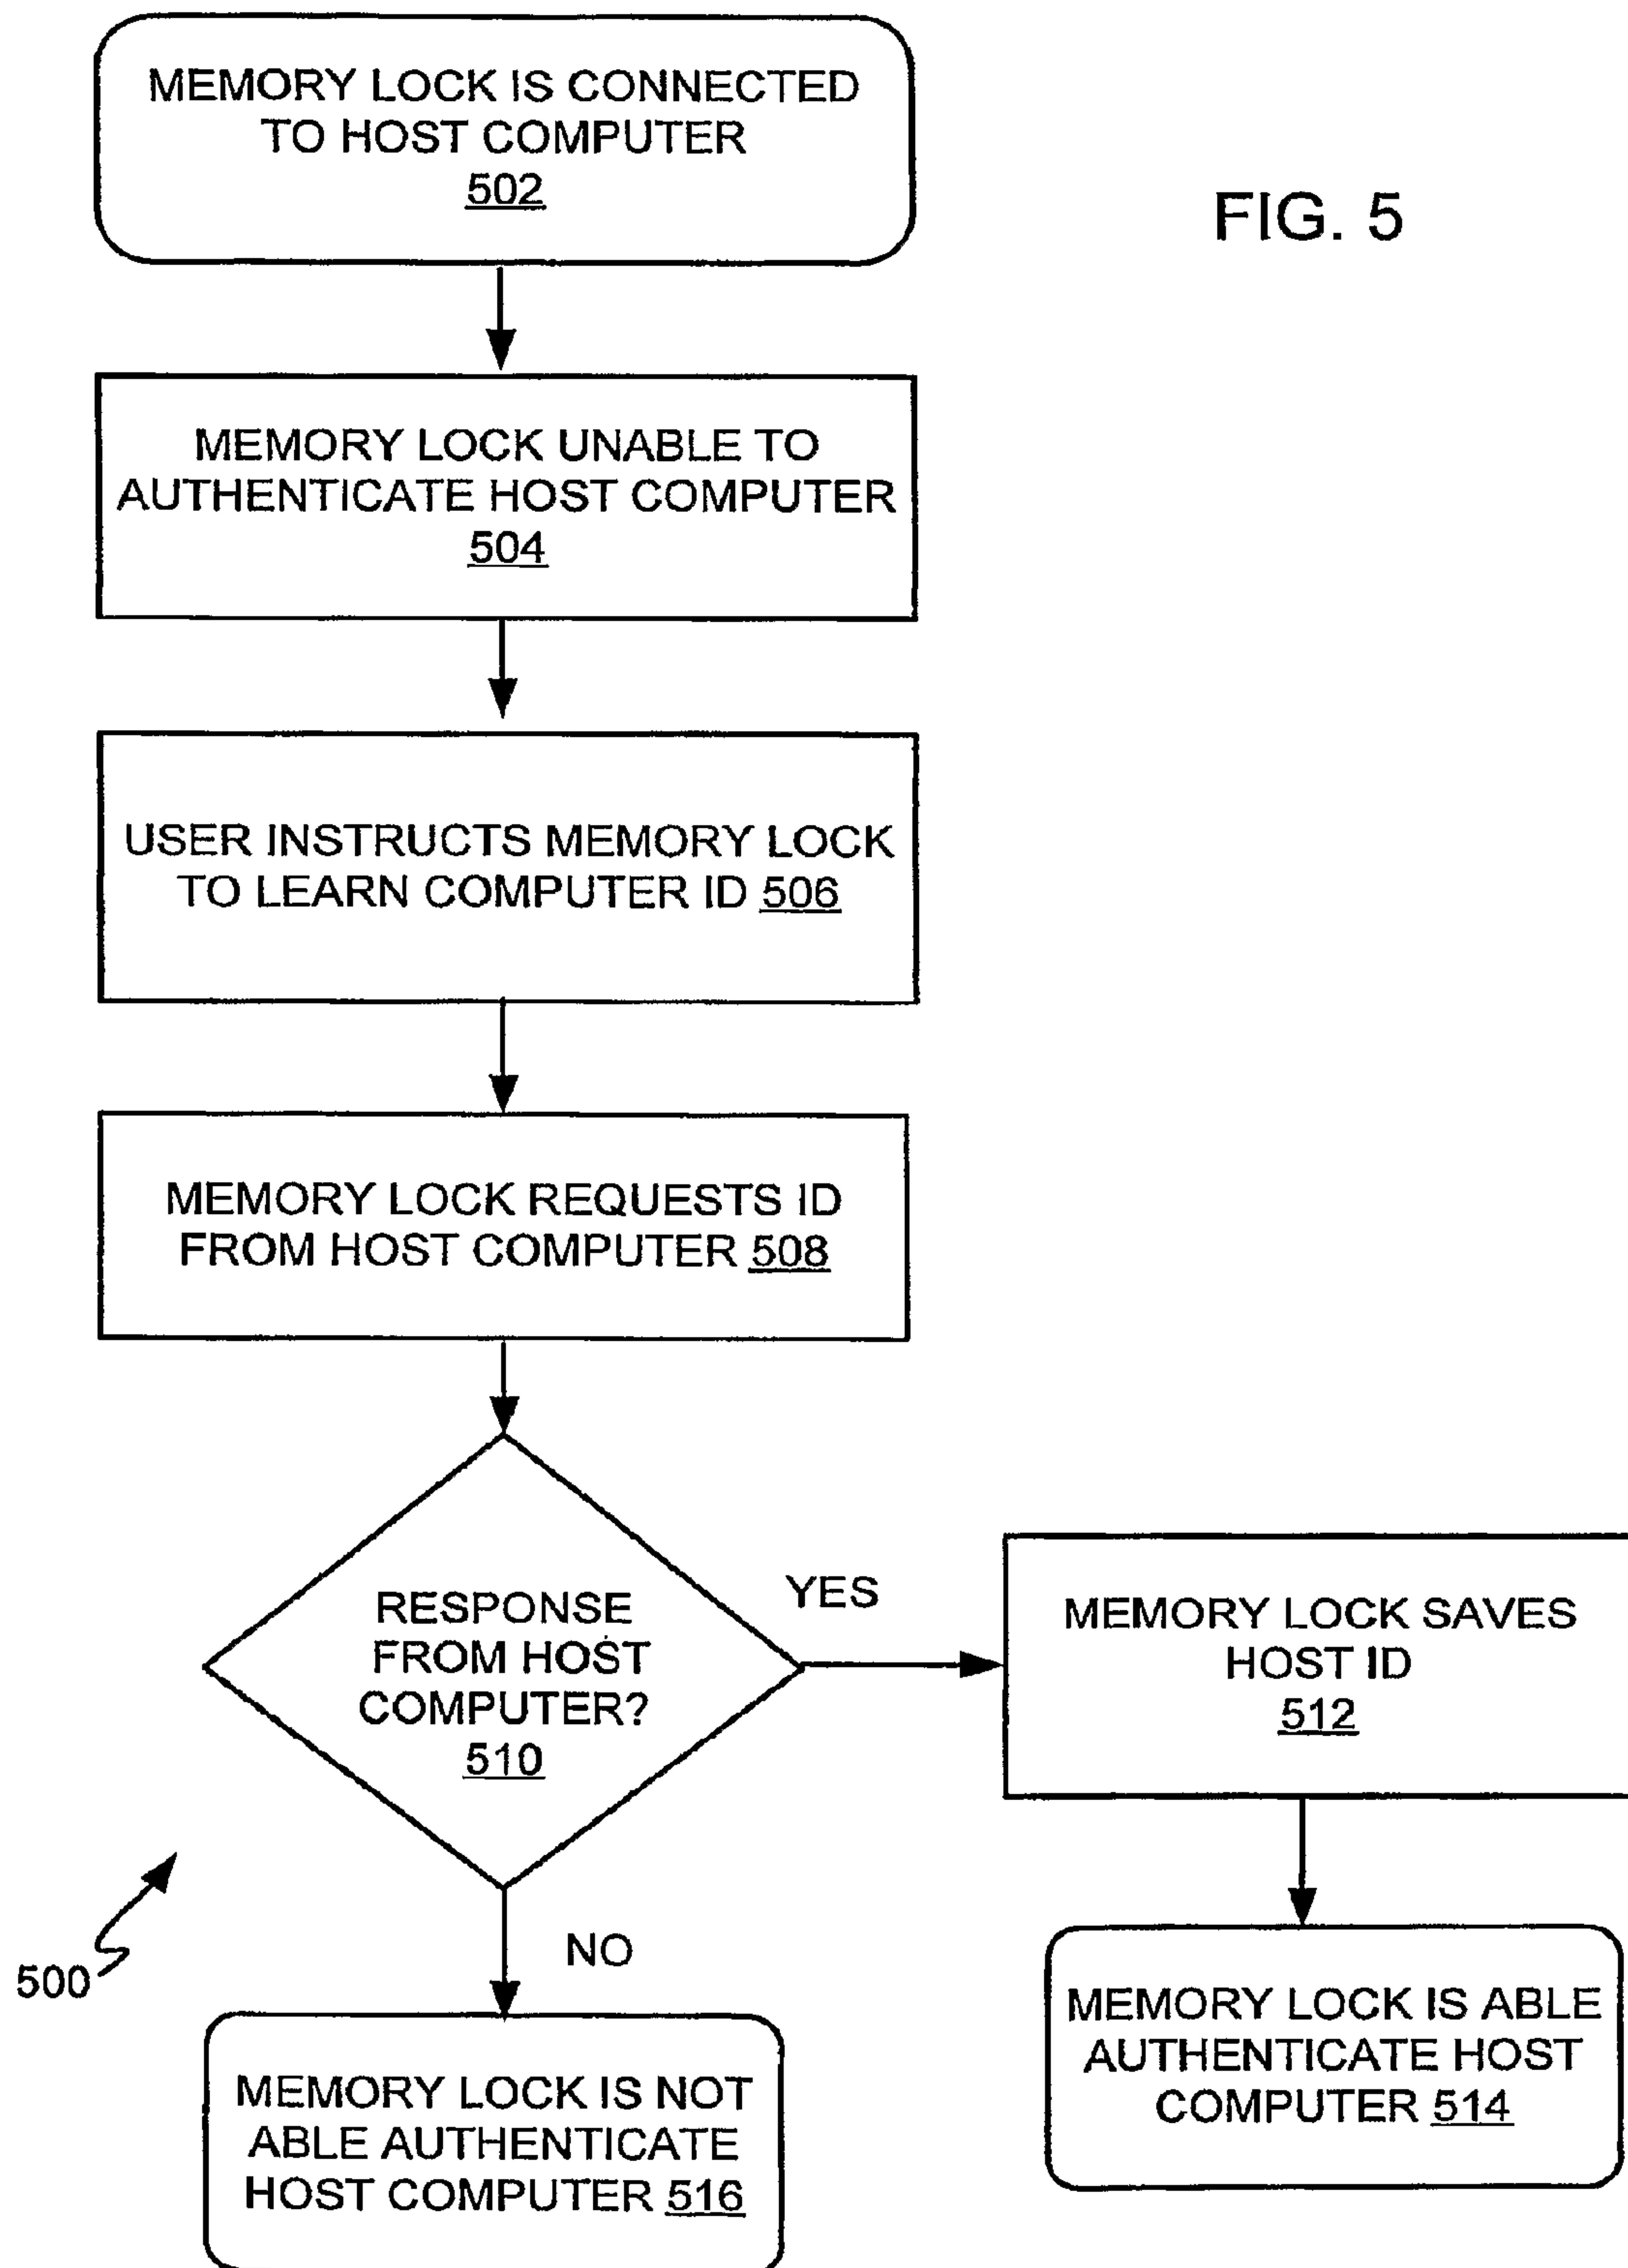 MEMORY LOCK IS CONNECTED
TO HOST COMPUTER
502
FIG. 5
MEMORY LOCK UNABLE TO
AUTHENTICATE HOST COMPUTER
504
USER INSTRUCTS MEMORY LOCK
TO LEARN COMPUTER ID 506
MEMORY LOCK REQUESTS ID
FROM HOST COMPUTER 508
RESPONSE
FROM HOST
COMPUTER?
510
YES
MEMORY LOCK SAVES
HOST ID
512
NO
500
MEMORY LOCK IS ABLE
AUTHENTICATE HOST
COMPUTER 514
MEMORY LOCK IS NOT
ABLE AUTHENTICATE
HOST COMPUTER 516